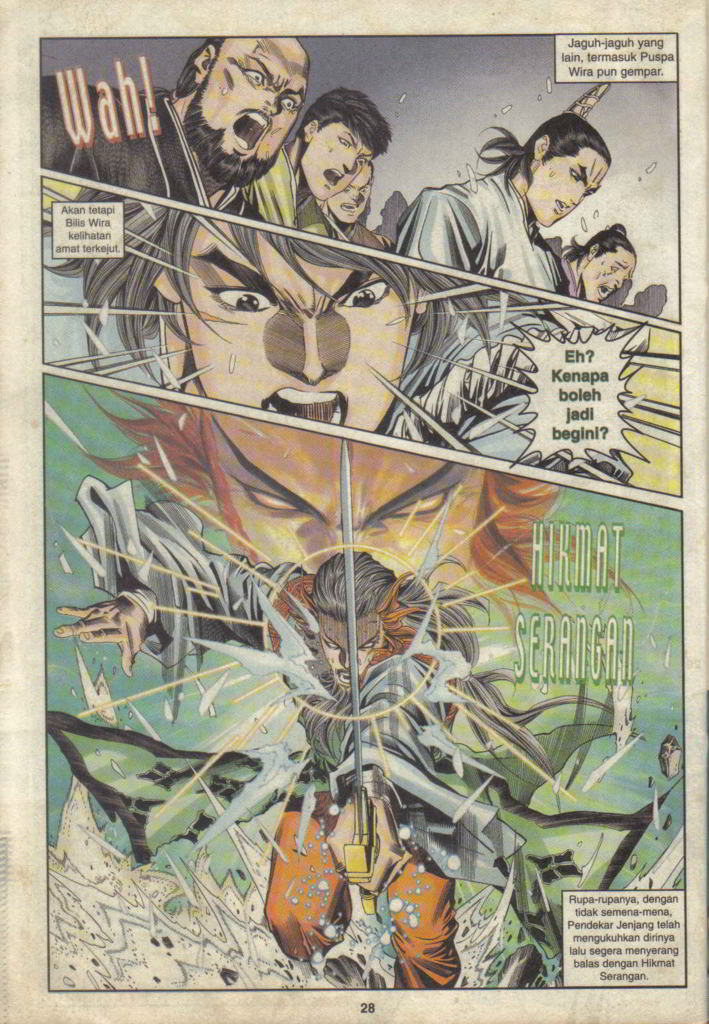 Jaguh-jaguh yang
lain, termasuk Puspa
Wira pun gempar.
Wah!
Akan tetapi
Bilis Wira
kelihatan
amat terkejut.
Eh?
Kenapa
boleh
jadi
begini?
HIKMAT
SERANGAN
Rupa-rupanya, dengan
tidak semena-mena,
Pendekar Jenjang telah
mengukuhkan dirinya
lalu segera menyerang
balas dengan Hikmat
Serangan.
28